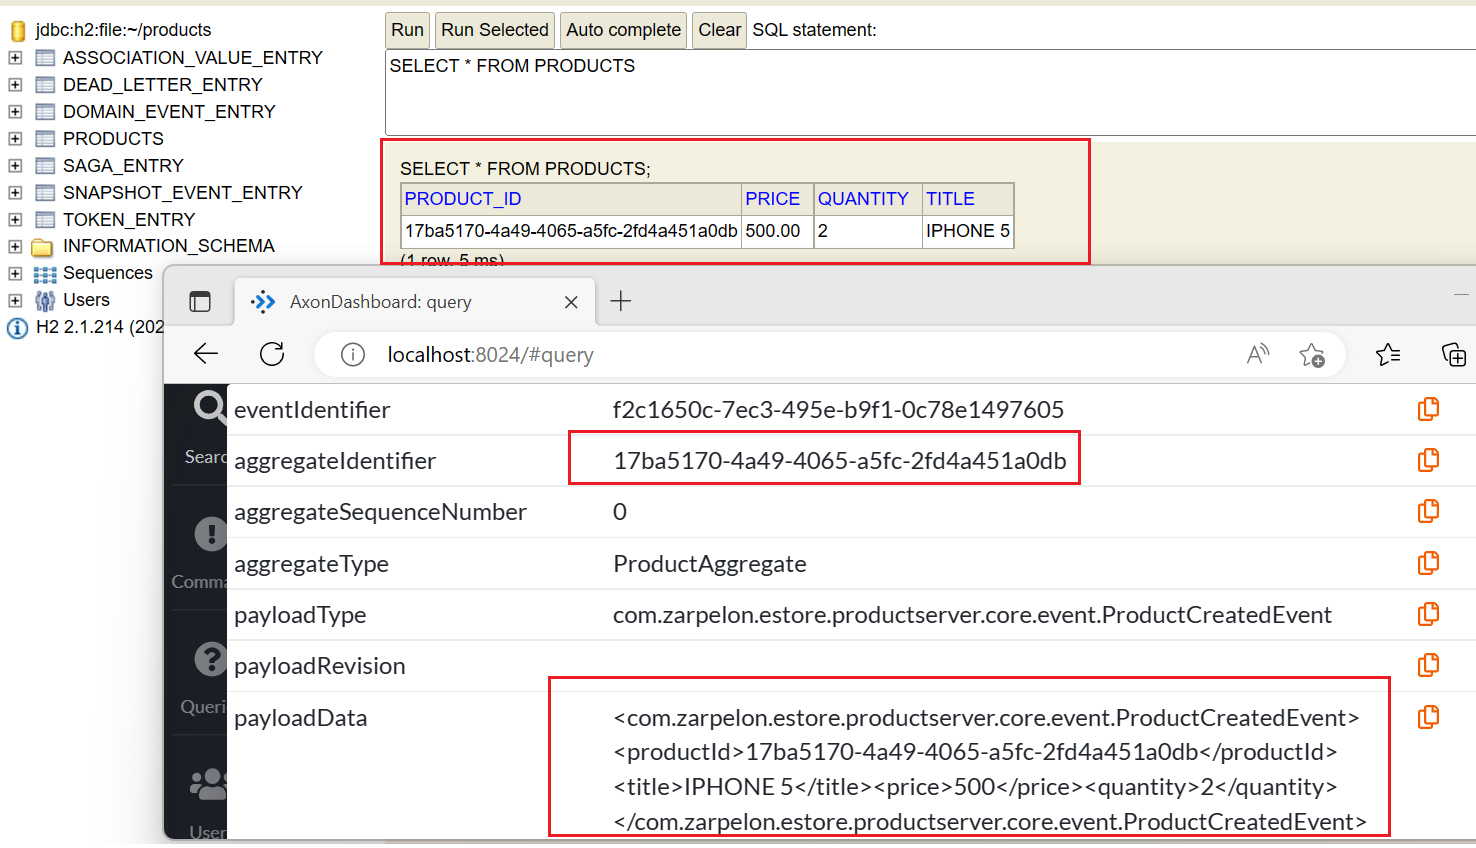 jdbc:h2:file:~/products
ASSOCIATION_VALUE_ENTRY
DEAD_LETTER_ENTRY
DOMAIN_EVENT_ENTRY
PRODUCTS
SAGA_ENTRY
SNAPSHOT_EVENT_ENTRY
TOKEN_ENTRY
INFORMATION_SCHEMA
Sequences
Users
H2 2.1.214 (202
Run Run Selected Auto complete Clear SQL statement:
SELECT * FROM PRODUCTS
SELECT * FROM PRODUCTS;
PRODUCT_ID PRICE QUANTITY TITLE
17ba5170-4a49-4065-a5fc-2fd4a451a0db 500.00 2 IPHONE 5
(1 row, 5 ms)
AxonDashboard: query
localhost:8024/#query
Searc
Comma
Queri
User
eventIdentifier f2c1650c-7ec3-495e-b9f1-0c78e1497605
aggregateIdentifier 17ba5170-4a49-4065-a5fc-2fd4a451a0db
aggregateSequenceNumber 0
aggregateType ProductAggregate
payloadType com.zarpelon.estore.productserver.core.event.ProductCreatedEvent
payloadRevision
payloadData <com.zarpelon.estore.productserver.core.event.ProductCreatedEvent>
<productId>17ba5170-4a49-4065-a5fc-2fd4a451a0db</productId>
<title>IPHONE 5</title><price>500</price><quantity>2</quantity>
</com.zarpelon.estore.productserver.core.event.ProductCreatedEvent>